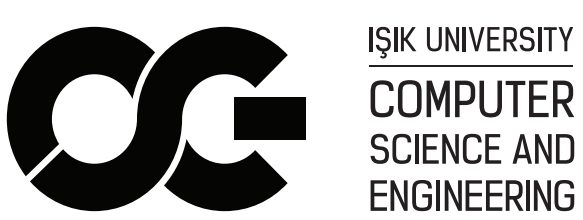 IŞIK UNIVERSITY
COMPUTER
SCIENCE AND
ENGINEERING